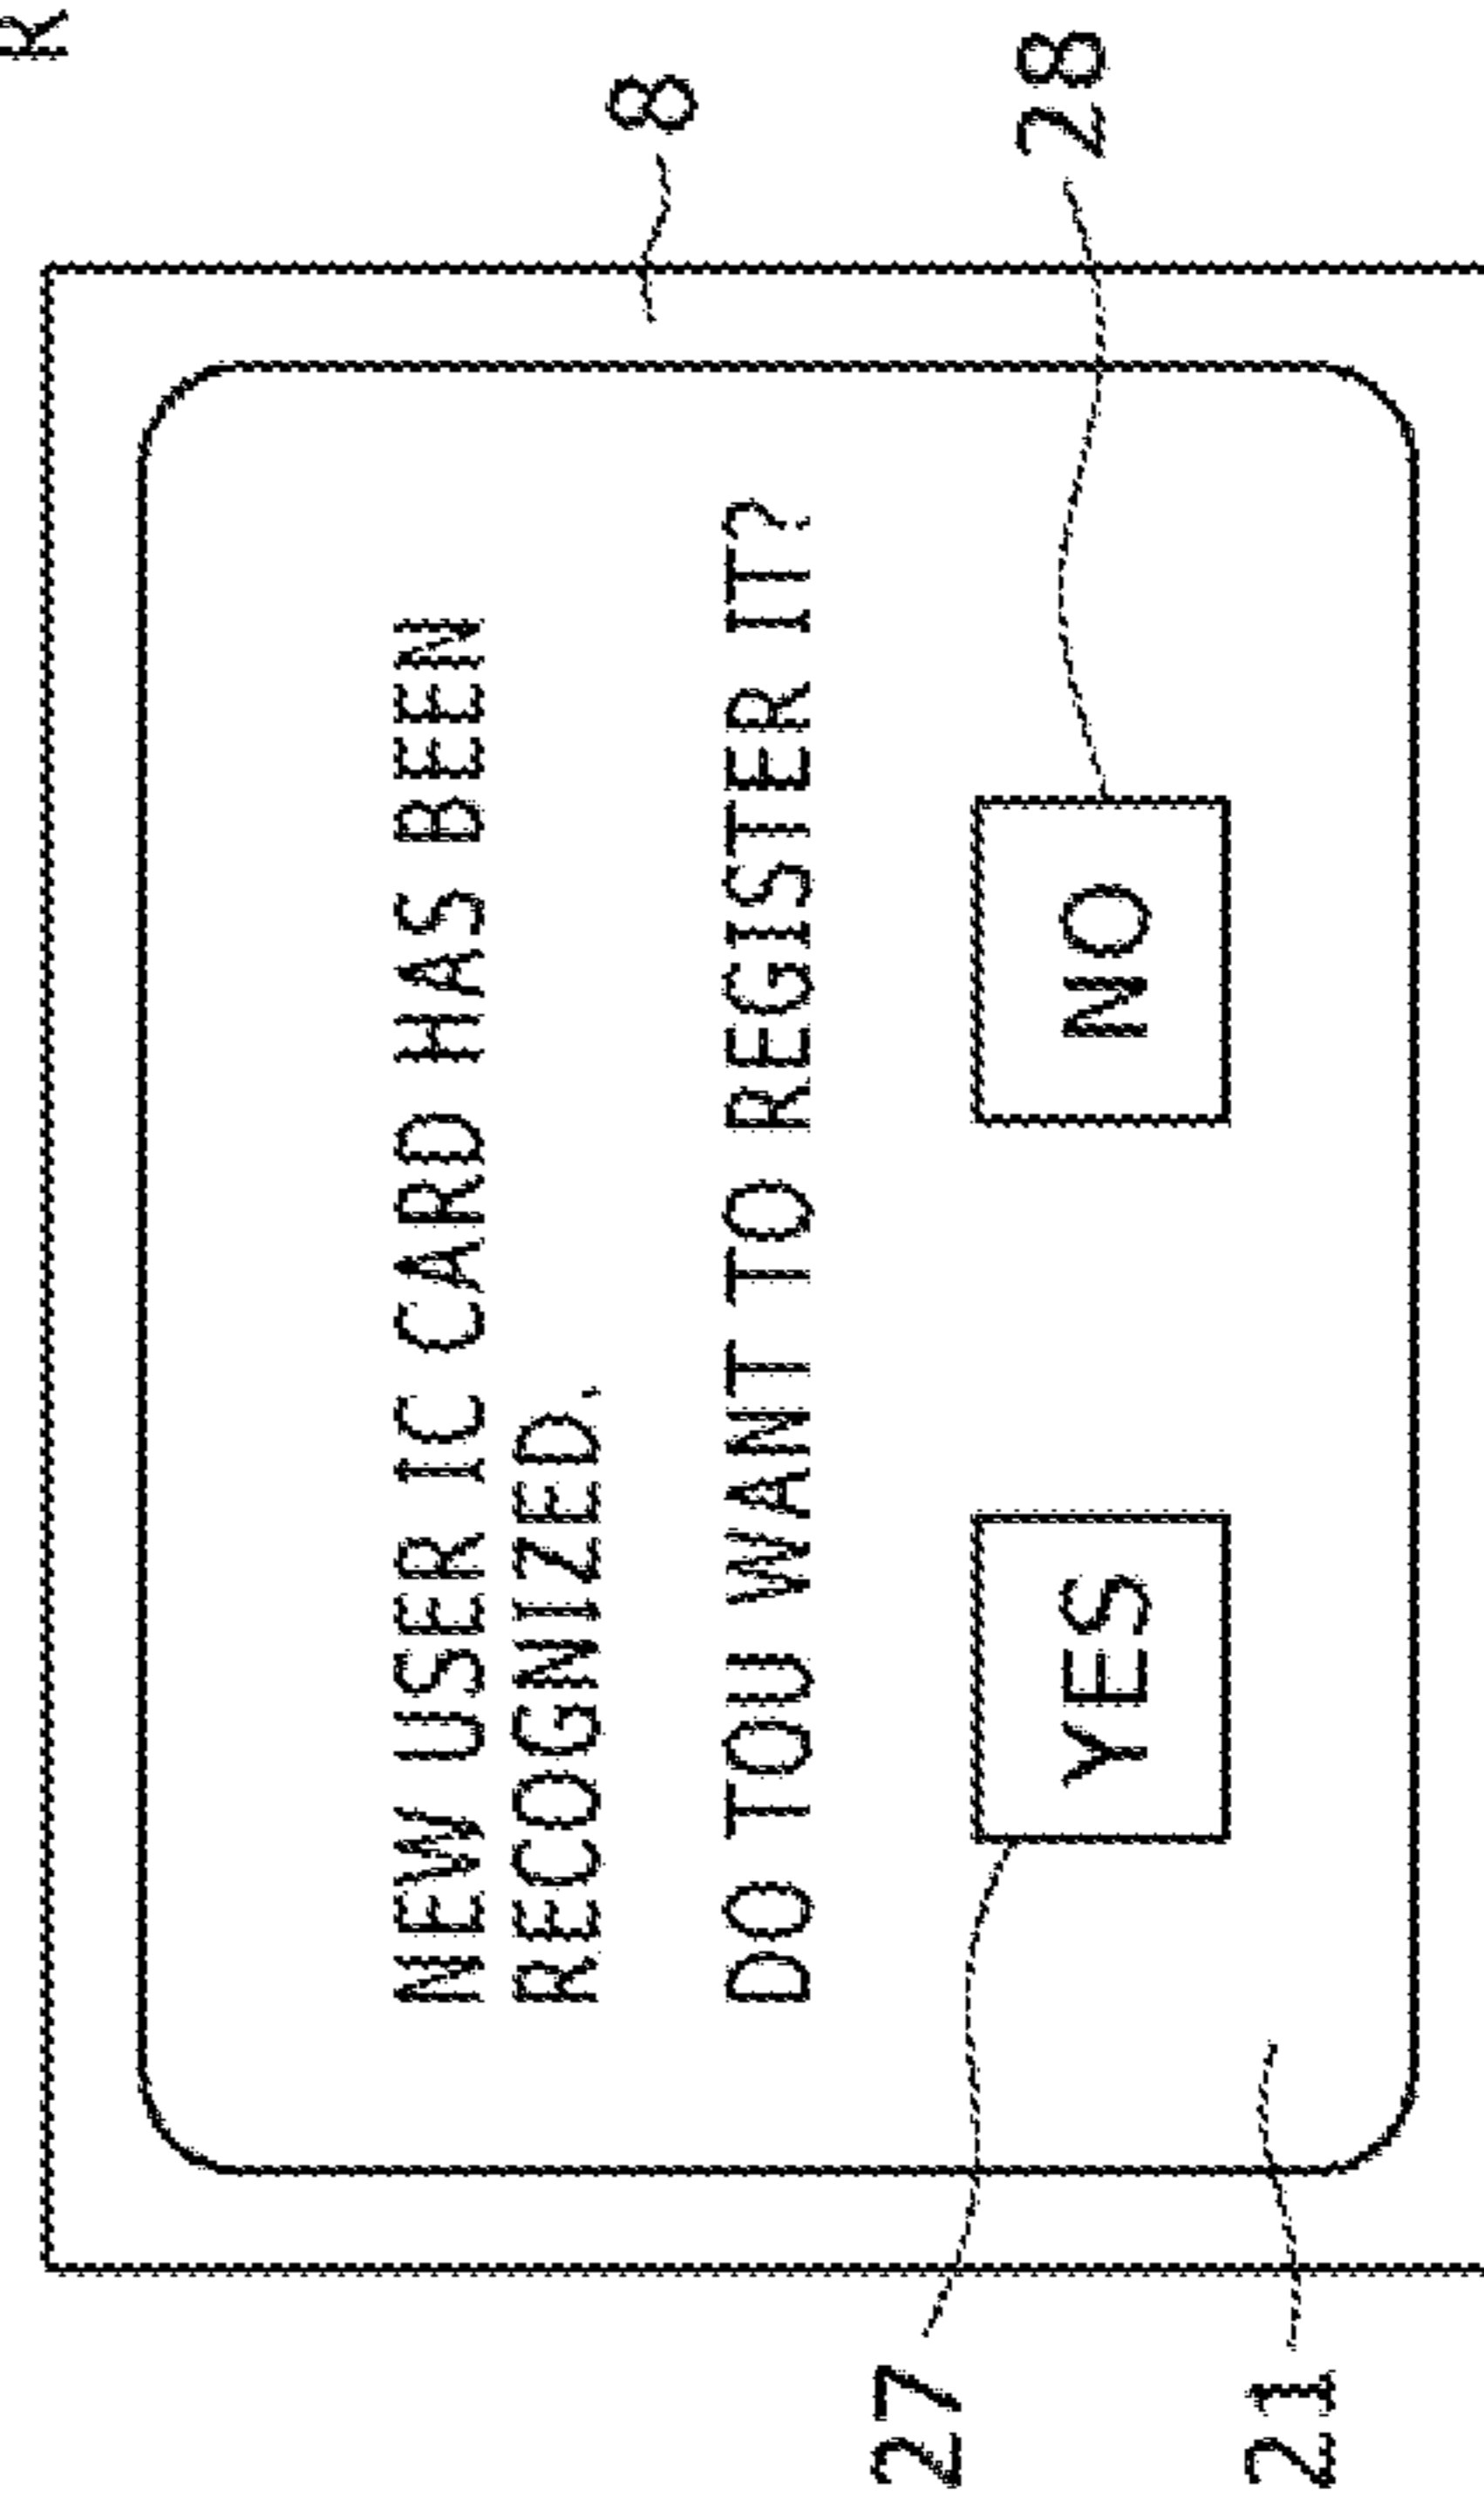 R
8
NEW USER IC CARD HAS BEEN
RECOGNIZED.
DO TOU WANT TO REGISTER IT?
28
YES
NO
27
21